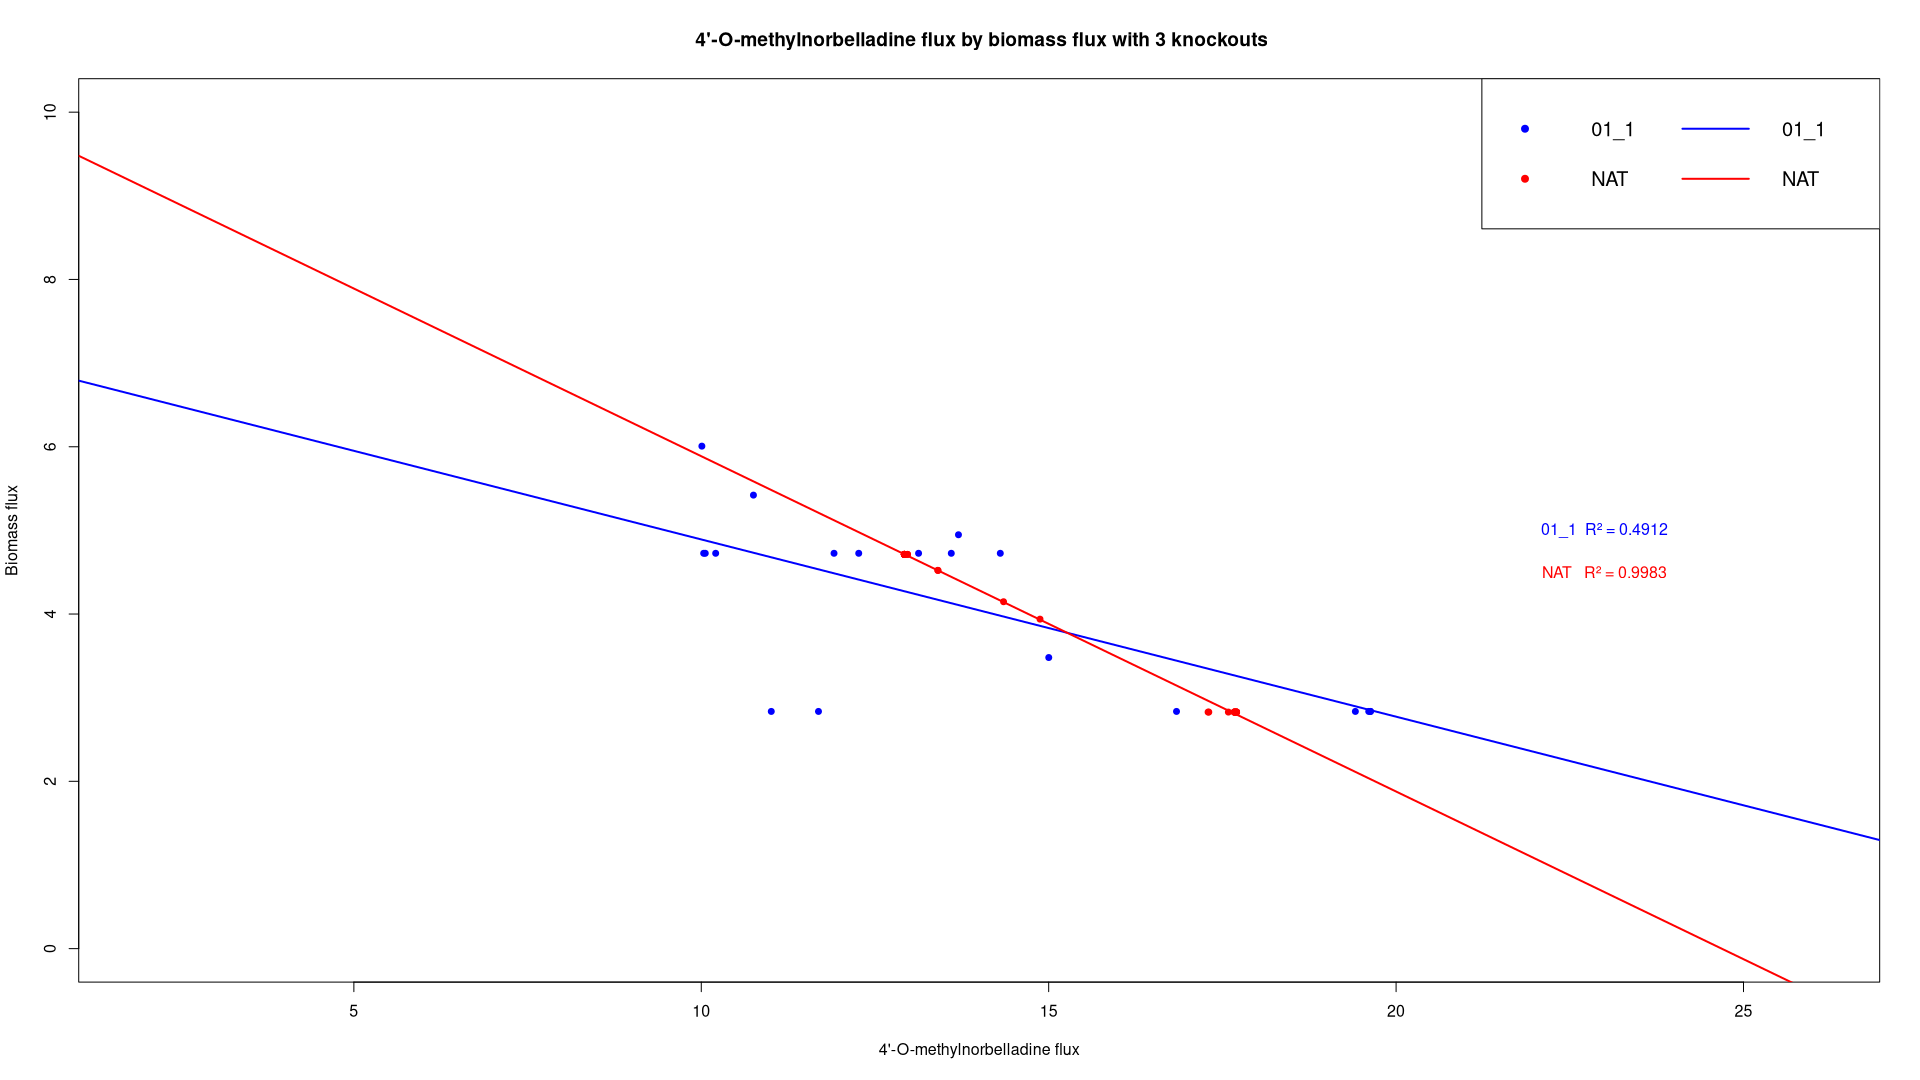 4'-O-methylnorbelladine flux by biomass flux with 3 knockouts
01_1 01_1
NAT NAT
10
8
6
4
2
0
Biomass flux
01_1 R² = 0.4912
NAT R² = 0.9983
5 10 15 20 25
4'-O-methylnorbelladine flux